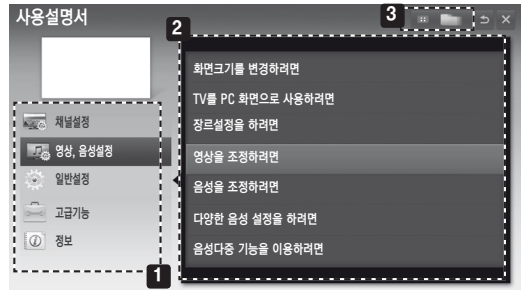 사용설명서
3
2
화면크기를 변경하려면
TV를 PC 화면으로 사용하려면
장르설정을 하려면
영상을 조정하려면
음성을 조정하려면
다양한 음성 설정을 하려면
음성다중 기능을 이용하려면
채널설정
영상, 음성설정
일반설정
고급기능
정보
1